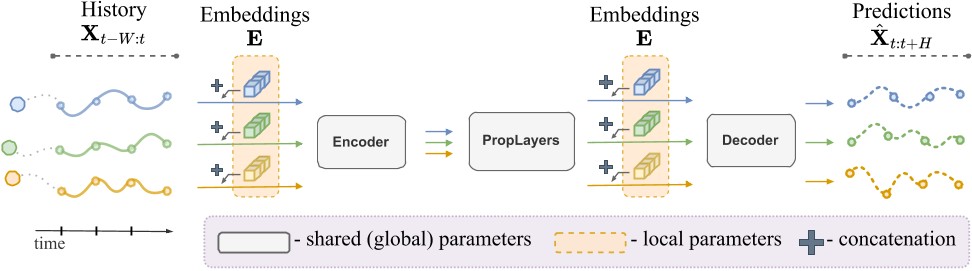 History
X_{t−W:t}
Embeddings
E
Embeddings
E
Predictions
X̂_{t:t+H}
Encoder
PropLayers
Decoder
time
- shared (global) parameters
- local parameters
- concatenation